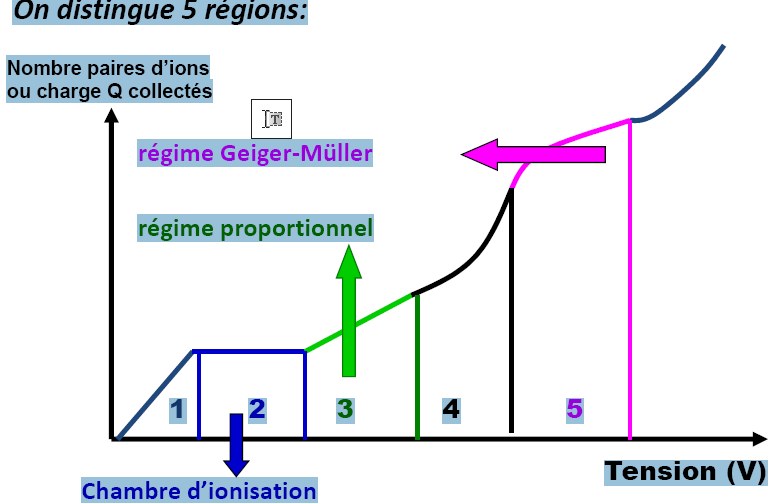 On distingue 5 régions:
Nombre paires d'ions
ou charge Q collectés
T
régime Geiger-Müller
régime proportionnel
1 2 3 4 5
Tension (V)
Chambre d'ionisation